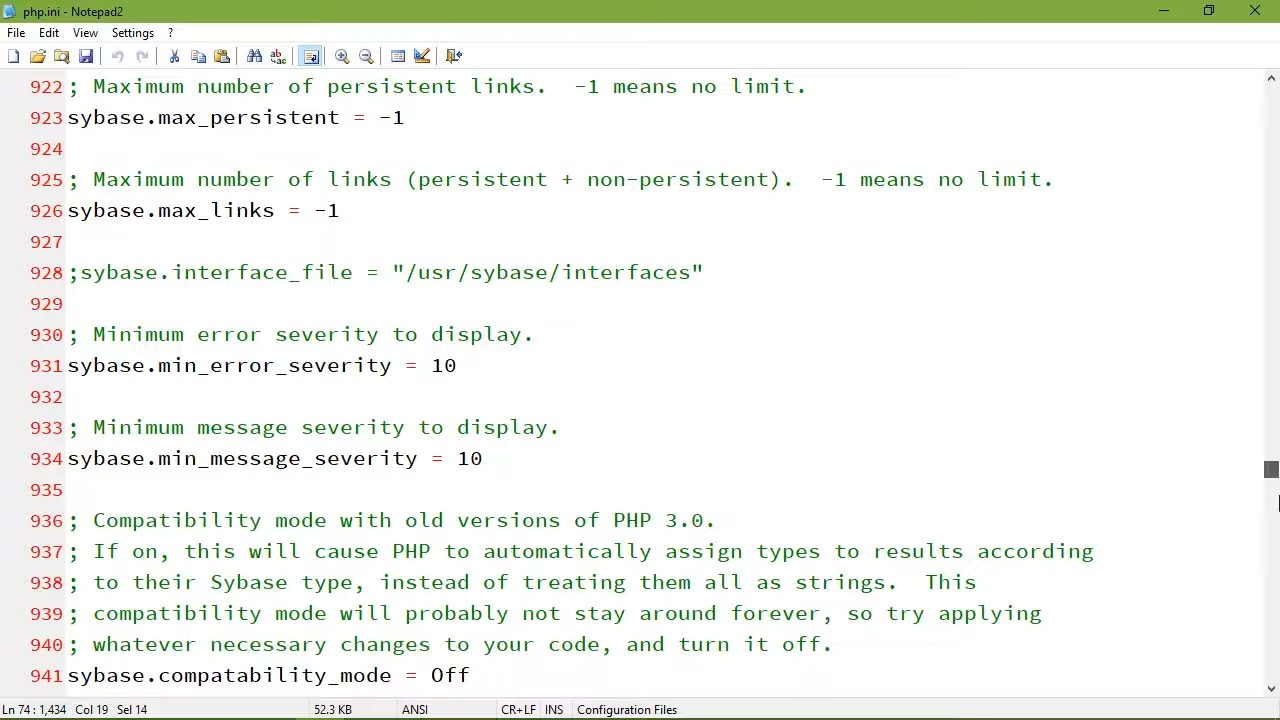 php.ini - Notepad2
File Edit View Settings ?
922 ; Maximum number of persistent links.  -1 means no limit.
923 sybase.max_persistent = -1
924
925 ; Maximum number of links (persistent + non-persistent).  -1 means no limit.
926 sybase.max_links = -1
927
928 ;sybase.interface_file = "/usr/sybase/interfaces"
929
930 ; Minimum error severity to display.
931 sybase.min_error_severity = 10
932
933 ; Minimum message severity to display.
934 sybase.min_message_severity = 10
935
936 ; Compatibility mode with old versions of PHP 3.0.
937 ; If on, this will cause PHP to automatically assign types to results according
938 ; to their Sybase type, instead of treating them all as strings.  This
939 ; compatibility mode will probably not stay around forever, so try applying
940 ; whatever necessary changes to your code, and turn it off.
941 sybase.compatability_mode = Off
Ln 74 : 1,434 Col 19 Sel 14 52.3 KB ANSI CR+LF INS Configuration Files